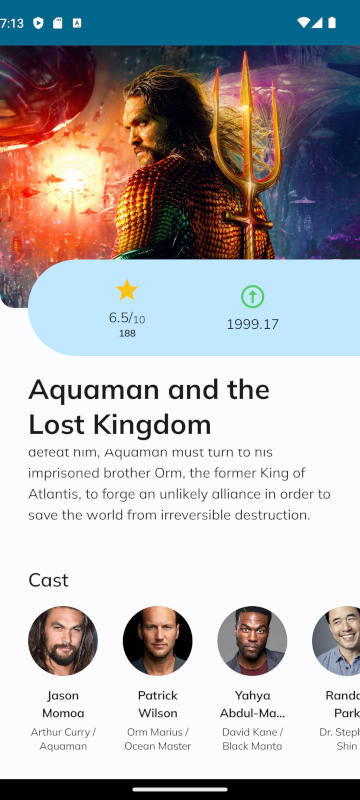 7:13
6.5/10
188
1999.17
Aquaman and the
Lost Kingdom
defeat him, Aquaman must turn to his
imprisoned brother Orm, the former King of
Atlantis, to forge an unlikely alliance in order to
save the world from irreversible destruction.
Cast
Jason
Momoa
Arthur Curry /
Aquaman
Patrick
Wilson
Orm Marius /
Ocean Master
Yahya
Abdul-Ma...
David Kane /
Black Manta
Rand
Park
Dr. Steph
Shin